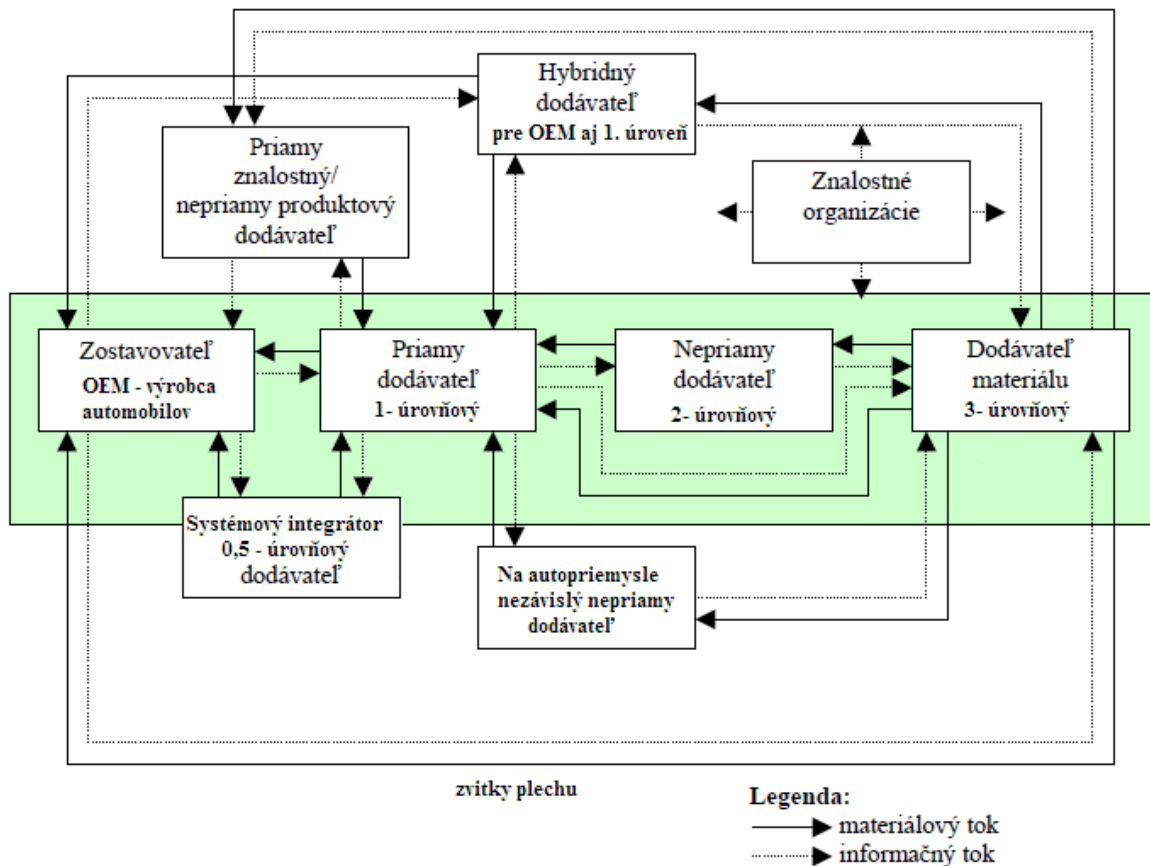 Hybridný
dodávateľ
pre OEM aj 1. úroveň
Priamy
znalostný/
nepriamy produktový
dodávateľ
Znalostné
organizácie
Zostavovateľ
OEM - výrobca
automobilov
Priamy
dodávateľ
1- úrovňový
Nepriamy
dodávateľ
2- úrovňový
Dodávateľ
materiálu
3- úrovňový
Systémový integrátor
0,5 - úrovňový
dodávateľ
Na autopriemysle
nezávislý nepriamy
dodávateľ
zvitky plechu
Legenda:
materiálový tok
informačný tok